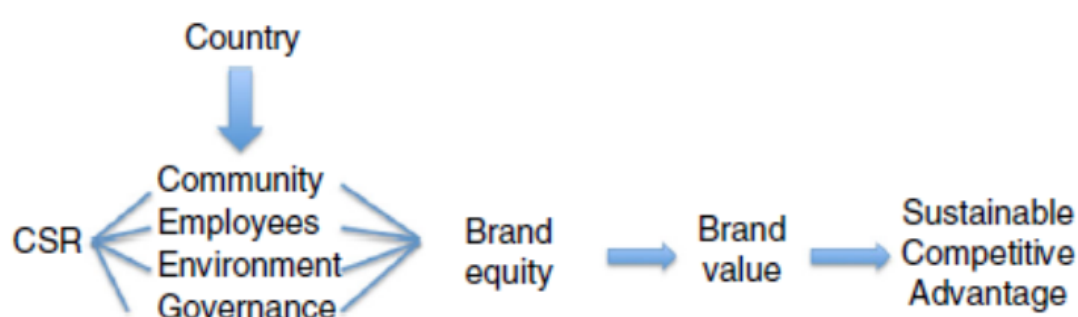 Country
Community
CSR
Employees
Environment
Governance
Brand
equity
Brand
value
Sustainable
Competitive
Advantage